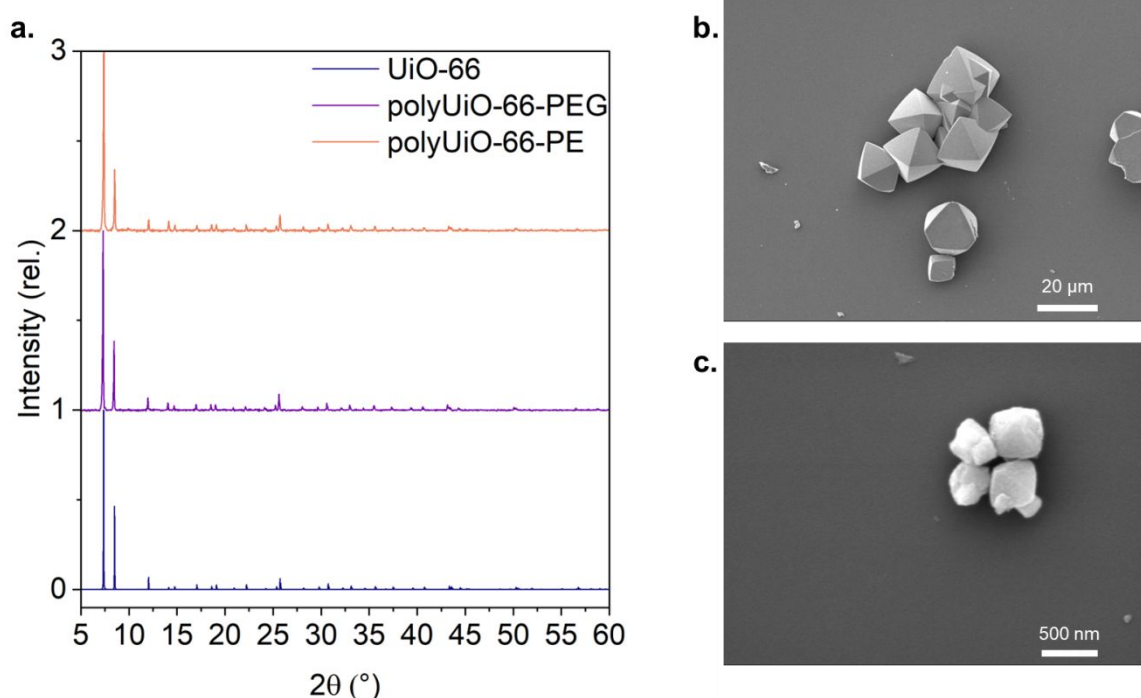 a.
3
2
1
0
Intensity (rel.)
UiO-66
polyUiO-66-PEG
polyUiO-66-PE
5 10 15 20 25 30 35 40 45 50 55 60
2θ (°)
b.
20 µm
c.
500 nm